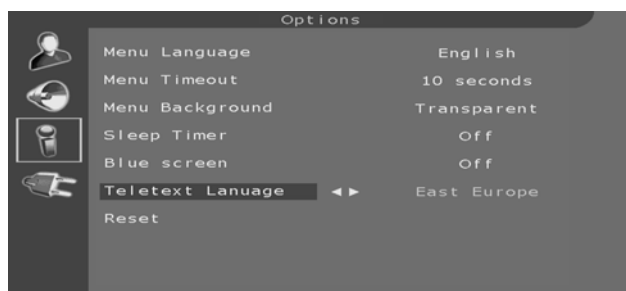 Options
Menu Language English
Menu Timeout 10 seconds
Menu Background Transparent
Sleep Timer Off
Blue screen Off
Teletext Lanuage ◄► East Europe
Reset